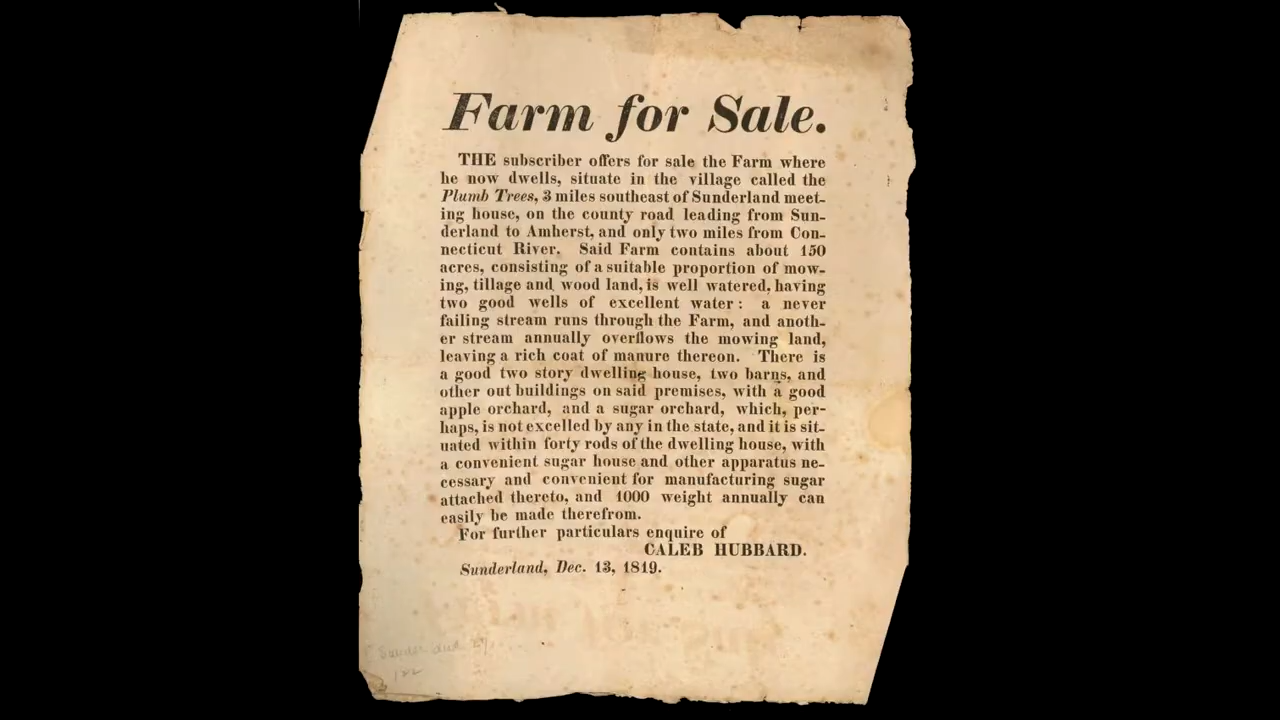 Farm for Sale.
THE subscriber offers for sale the Farm where
he now dwells, situate in the village called the
Plumb Trees, 3 miles southeast of Sunderland meet-
ing house, on the county road leading from Sun-
derland to Amherst, and only two miles from Con-
necticut River. Said Farm contains about 150
acres, consisting of a suitable proportion of mow-
ing, tillage and wood land, is well watered, having
two good wells of excellent water: a never
failing stream runs through the Farm, and anoth-
er stream annually overflows the mowing land,
leaving a rich coat of manure thereon. There is
a good two story dwelling house, two barns, and
other out buildings on said premises, with a good
apple orchard, and a sugar orchard, which, per-
haps, is not excelled by any in the state, and it is sit-
uated within forty rods of the dwelling house, with
a convenient sugar house and other apparatus ne-
cessary and convenient for manufacturing sugar
attached thereto, and 1000 weight annually can
easily be made therefrom.
For further particulars enquire of
CALEB HUBBARD.
Sunderland, Dec. 13, 1819.